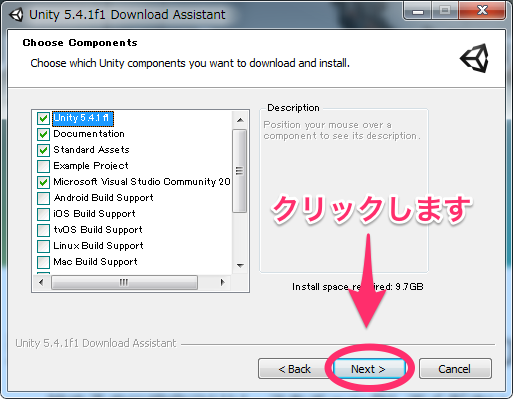 Unity 5.4.1f1 Download Assistant
Choose Components
Choose which Unity components you want to download and install.
Unity 5.4.1f1
Documentation
Standard Assets
Example Project
Microsoft Visual Studio Community 20
Android Build Support
iOS Build Support
tvOS Build Support
Linux Build Support
Mac Build Support
Description
Position your mouse over a
component to see its description.
クリックします
Install space required: 9.7GB
Unity 5.4.1f1 Download Assistant
< Back
Next >
Cancel